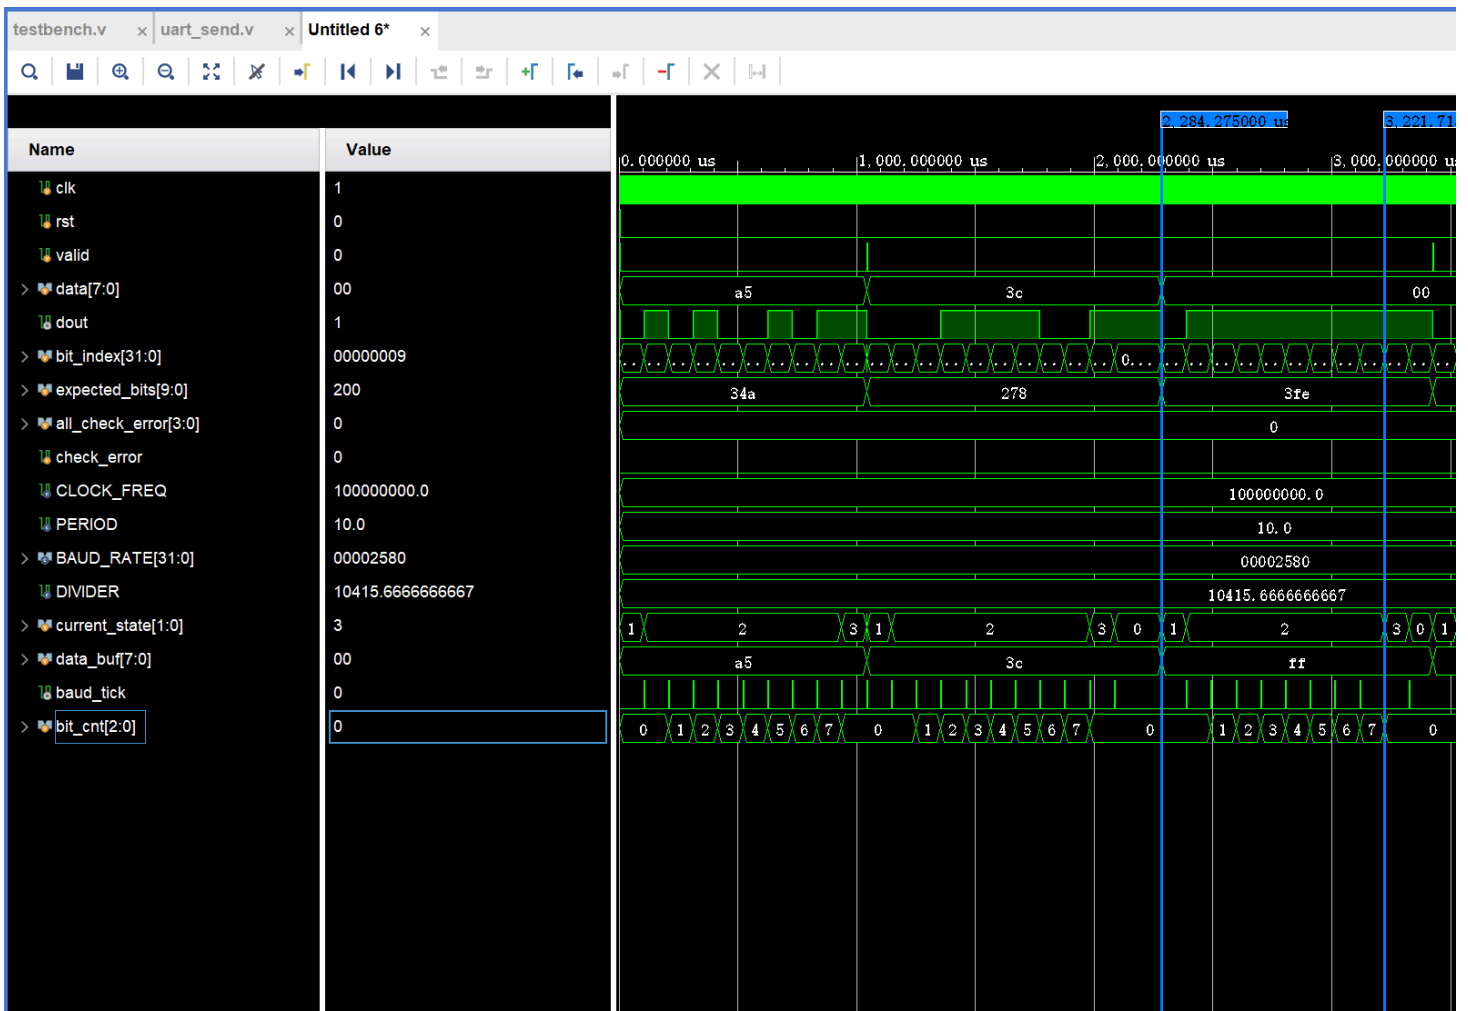 testbench.v × uart_send.v × Untitled 6* ×
2,284.275000 us 3,221.71
Name Value
0.000000 us 1,000.000000 us 2,000.000000 us 3,000.000000 u
clk 1
rst 0
valid 0
data[7:0] 00 a5 3c 00
dout 1
bit_index[31:0] 00000009 0...
expected_bits[9:0] 200 34a 278 3fe
all_check_error[3:0] 0 0
check_error 0
CLOCK_FREQ 100000000.0 100000000.0
PERIOD 10.0 10.0
BAUD_RATE[31:0] 00002580 00002580
DIVIDER 10415.6666666667 10415.6666666667
current_state[1:0] 3 1 2 3 1 2 3 0 1 2 3 0 1
data_buf[7:0] 00 a5 3c ff
baud_tick 0
bit_cnt[2:0] 0 0 1 2 3 4 5 6 7 0 1 2 3 4 5 6 7 0 1 2 3 4 5 6 7 0